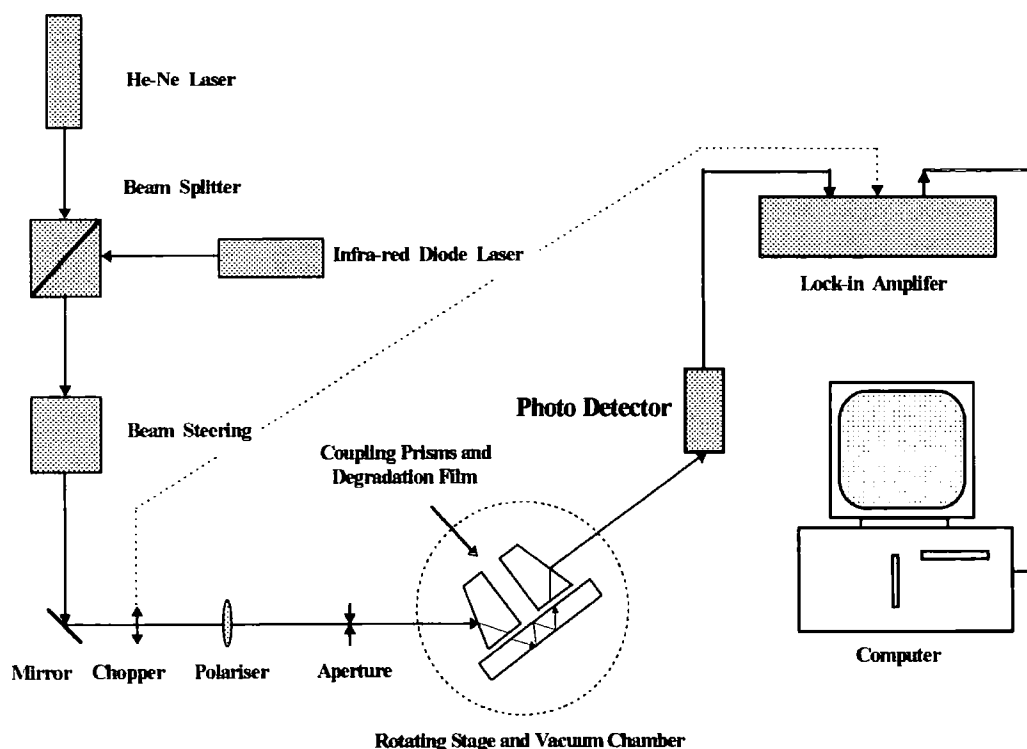 He-Ne Laser
Beam Splitter
Infra-red Diode Laser
Lock-in Amplifer
Photo Detector
Beam Steering
Coupling Prisms and
Degradation Film
Mirror
Chopper
Polariser
Aperture
Computer
Rotating Stage and Vacuum Chamber